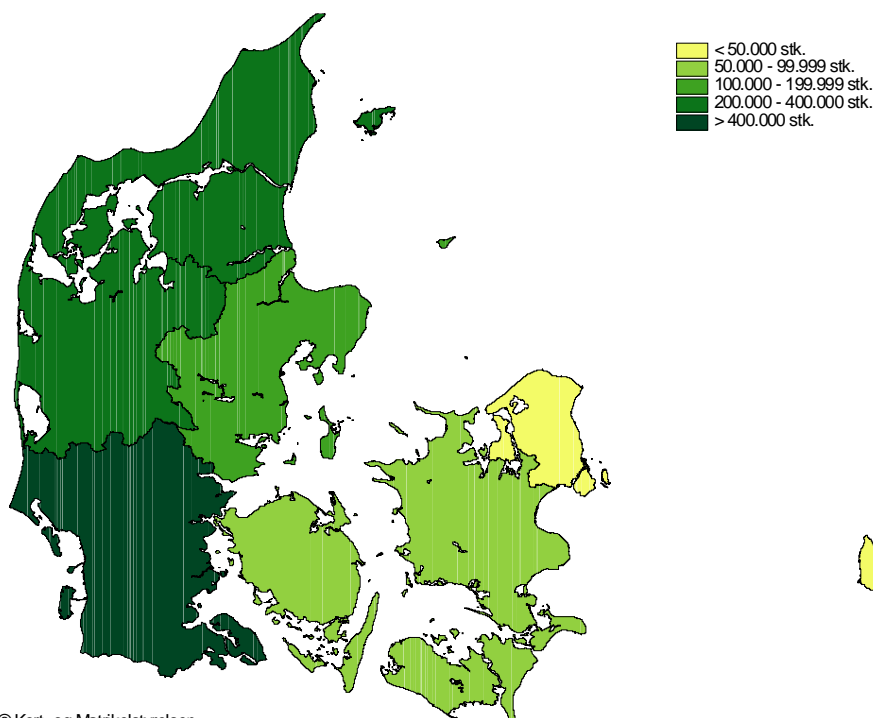 < 50.000 stk.
50.000 - 99.999 stk.
100.000 - 199.999 stk.
200.000 - 400.000 stk.
> 400.000 stk.